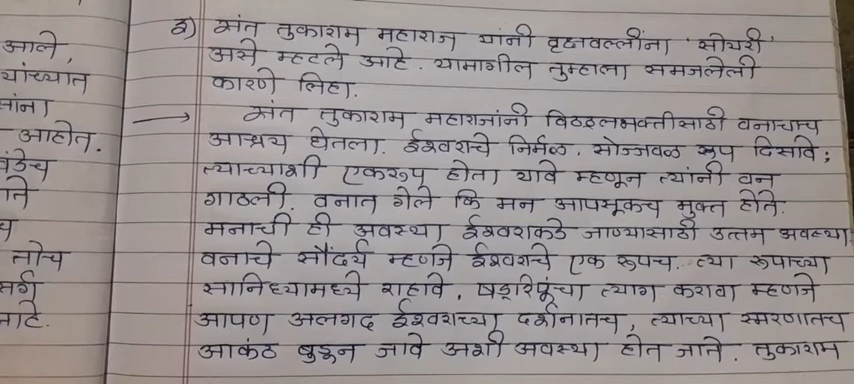 आले,
यांच्यात
आहोत.
तोच
इ) संत तुकाराम महाराज यांनी वृक्षवल्लींना 'सोयरी'
असे म्हटले आहे. यामागील तुम्हाला समजलेली
कारणे लिहा.
→ संत तुकाराम महाराजांनी विठ्ठलभक्तीसाठी वनाचाच
आश्रय घेतला. ईश्वराचे निर्मळ, सोज्जवळ रूप दिसावे;
त्याच्याशी एकरूप होता यावे म्हणून त्यांनी वन
गाठली. वनात गेले कि मन आपसूकच मुक्त होते.
मनाची ही अवस्था ईश्वराकडे जाण्यासाठी उत्तम अवस्था.
वनाचे सौंदर्य म्हणजे ईश्वराचे एक रूपच. त्या रूपाच्या
सानिध्यामध्ये राहावे, षड्रिपूंचा त्याग करावा म्हणजे
आपण अलगद ईश्वराच्या दर्शनातच, त्याच्या स्मरणातच
आकंठ बुडून जावे अशी अवस्था होत जाते. तुकाराम